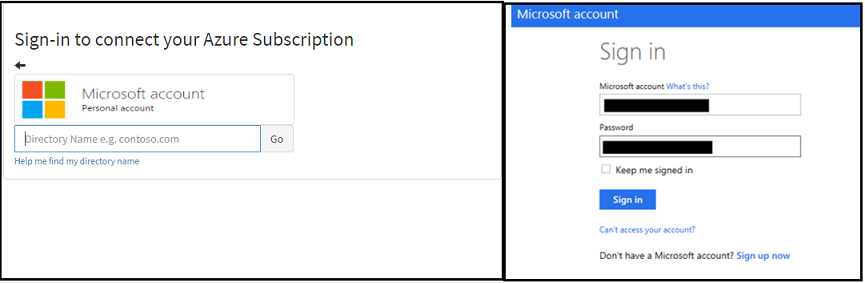 Sign-in to connect your Azure Subscription
Microsoft account
Personal account
Directory Name e.g. contoso.com Go
Help me find my directory name
Microsoft account
Sign in
Microsoft account What's this?
Password
Keep me signed in
Sign in
Can't access your account?
Don't have a Microsoft account? Sign up now